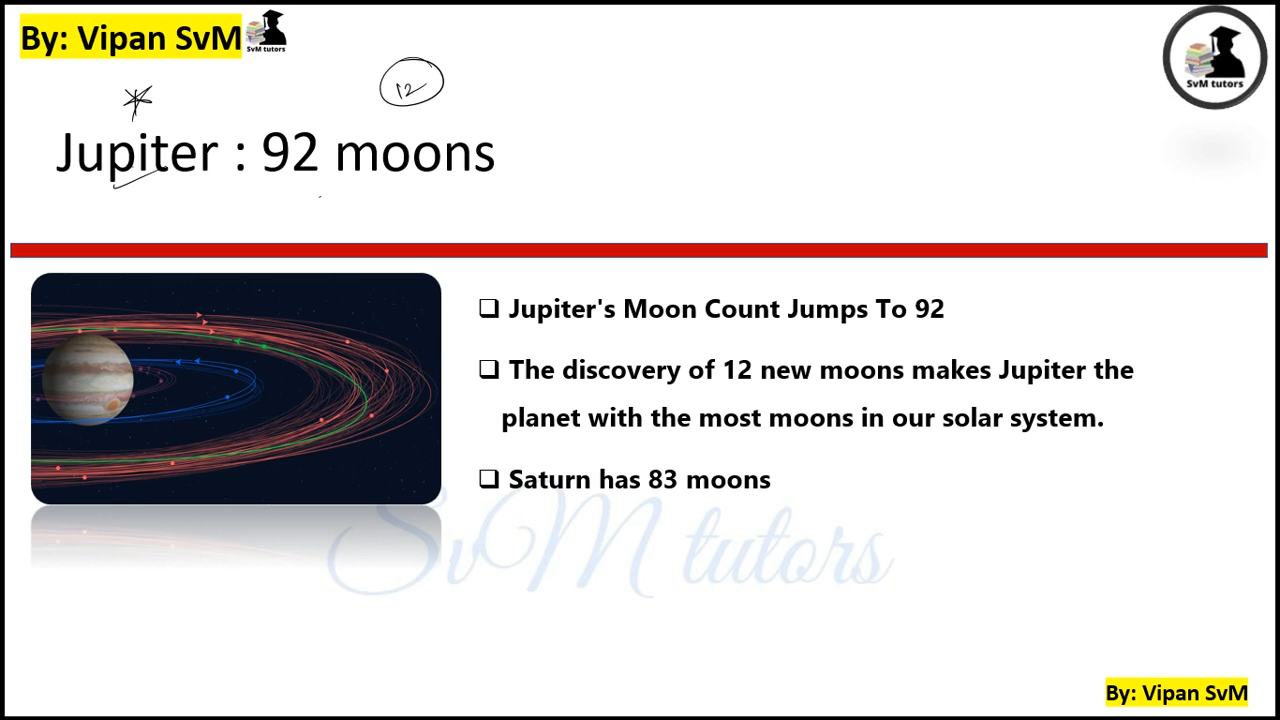 By: Vipan SvM
SvM tutors
SvM tutors
12
Jupiter : 92 moons
❑ Jupiter's Moon Count Jumps To 92
❑ The discovery of 12 new moons makes Jupiter the
planet with the most moons in our solar system.
❑ Saturn has 83 moons
SvM tutors
By: Vipan SvM